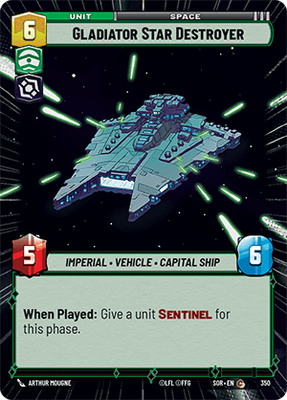 UNIT
SPACE
6
GLADIATOR STAR DESTROYER
5
IMPERIAL • VEHICLE • CAPITAL SHIP
6
When Played: Give a unit SENTINEL for
this phase.
ARTHUR MOUGNE
©LFL ©FFG
SOR • EN
C
350